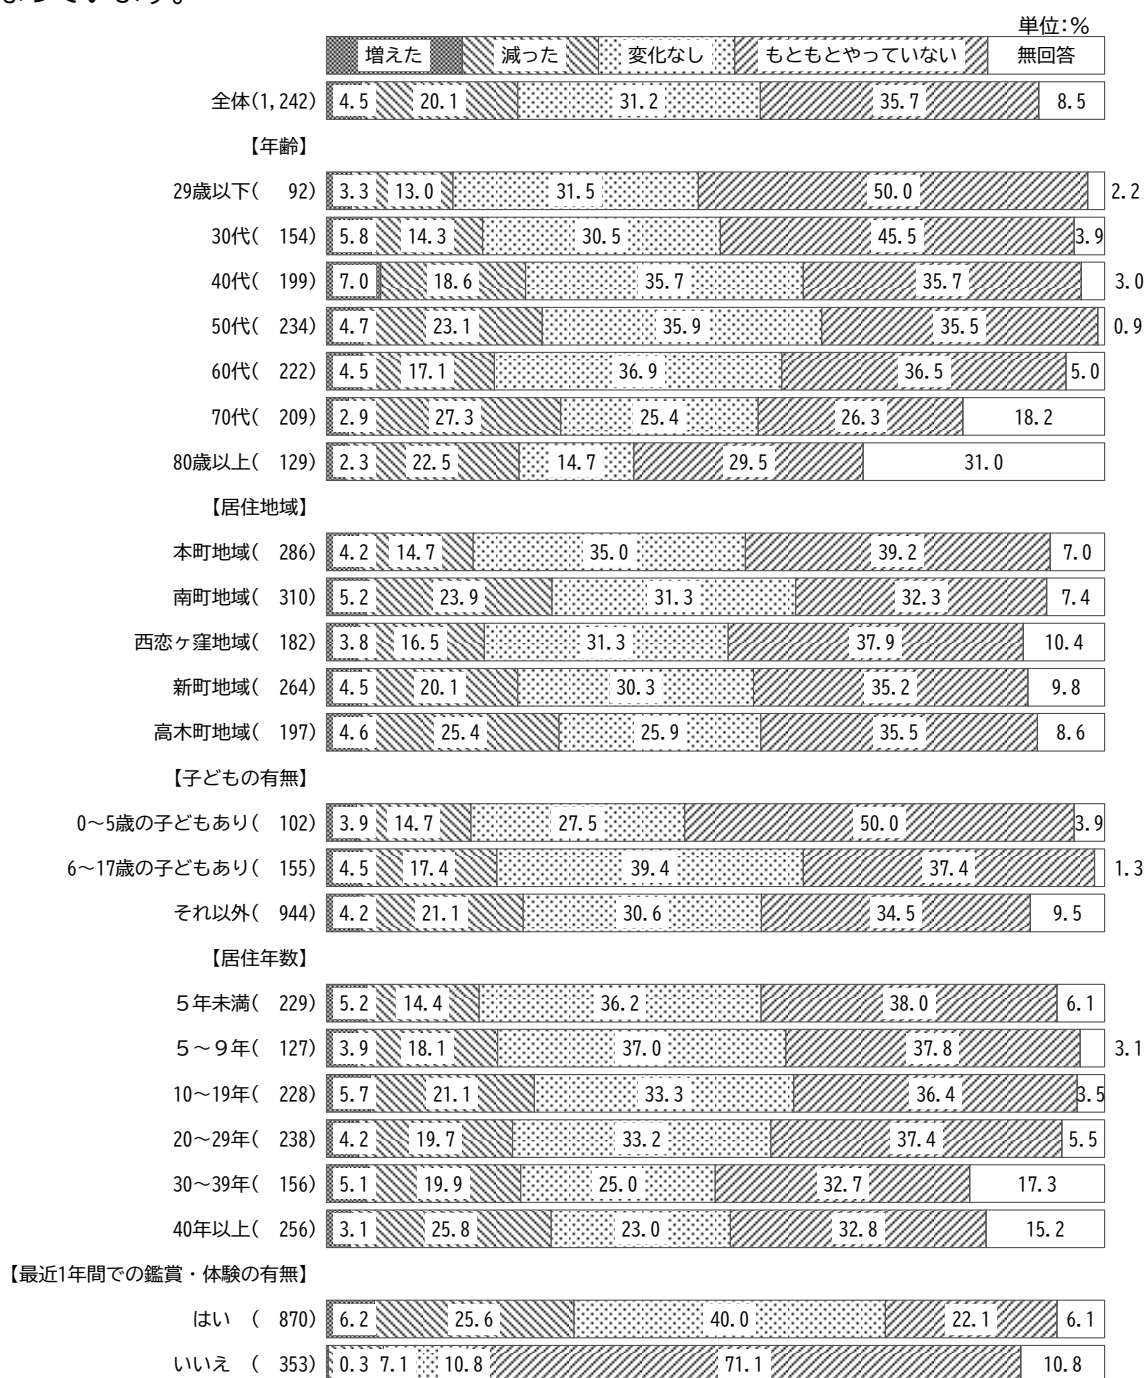 なっています。
単位：％
増えた 減った 変化なし もともとやっていない 無回答
全体(1,242) 4.5 20.1 31.2 35.7 8.5
【年齢】
29歳以下( 92) 3.3 13.0 31.5 50.0 2.2
30代( 154) 5.8 14.3 30.5 45.5 3.9
40代( 199) 7.0 18.6 35.7 35.7 3.0
50代( 234) 4.7 23.1 35.9 35.5 0.9
60代( 222) 4.5 17.1 36.9 36.5 5.0
70代( 209) 2.9 27.3 25.4 26.3 18.2
80歳以上( 129) 2.3 22.5 14.7 29.5 31.0
【居住地域】
本町地域( 286) 4.2 14.7 35.0 39.2 7.0
南町地域( 310) 5.2 23.9 31.3 32.3 7.4
西恋ヶ窪地域( 182) 3.8 16.5 31.3 37.9 10.4
新町地域( 264) 4.5 20.1 30.3 35.2 9.8
高木町地域( 197) 4.6 25.4 25.9 35.5 8.6
【子どもの有無】
0～5歳の子どもあり( 102) 3.9 14.7 27.5 50.0 3.9
6～17歳の子どもあり( 155) 4.5 17.4 39.4 37.4 1.3
それ以外( 944) 4.2 21.1 30.6 34.5 9.5
【居住年数】
５年未満( 229) 5.2 14.4 36.2 38.0 6.1
５～９年( 127) 3.9 18.1 37.0 37.8 3.1
10～19年( 228) 5.7 21.1 33.3 36.4 3.5
20～29年( 238) 4.2 19.7 33.2 37.4 5.5
30～39年( 156) 5.1 19.9 25.0 32.7 17.3
40年以上( 256) 3.1 25.8 23.0 32.8 15.2
【最近1年間での鑑賞・体験の有無】
はい ( 870) 6.2 25.6 40.0 22.1 6.1
いいえ ( 353) 0.3 7.1 10.8 71.1 10.8